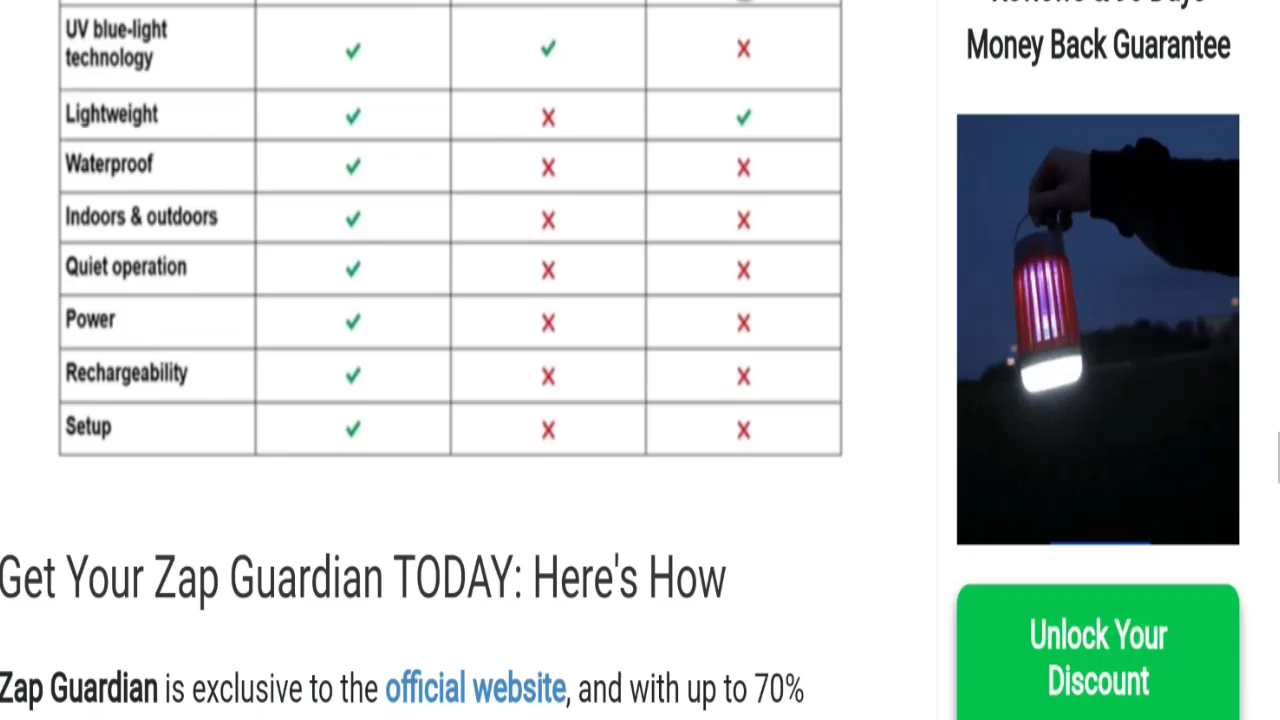 UV blue-light
technology
Lightweight
Waterproof
Indoors & outdoors
Quiet operation
Power
Rechargeability
Setup
Get Your Zap Guardian TODAY: Here's How
Zap Guardian is exclusive to the official website, and with up to 70%
Money Back Guarantee
Unlock Your
Discount